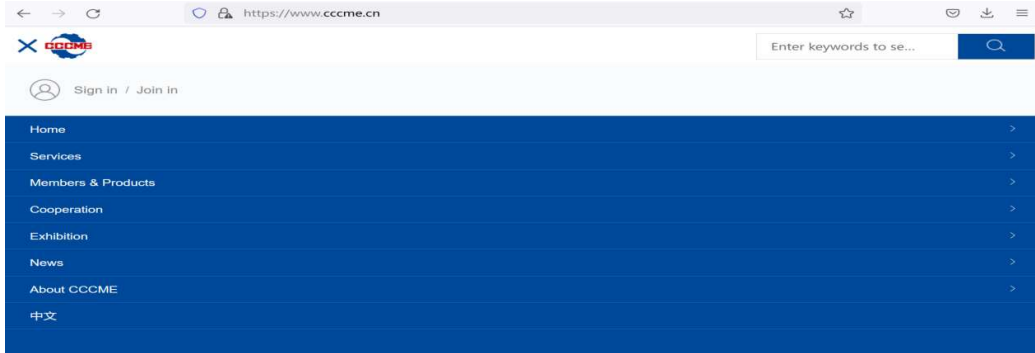 https://www.cccme.cn
CCCME
Enter keywords to se...
Sign in / Join in
Home
Services
Members & Products
Cooperation
Exhibition
News
About CCCME
中文